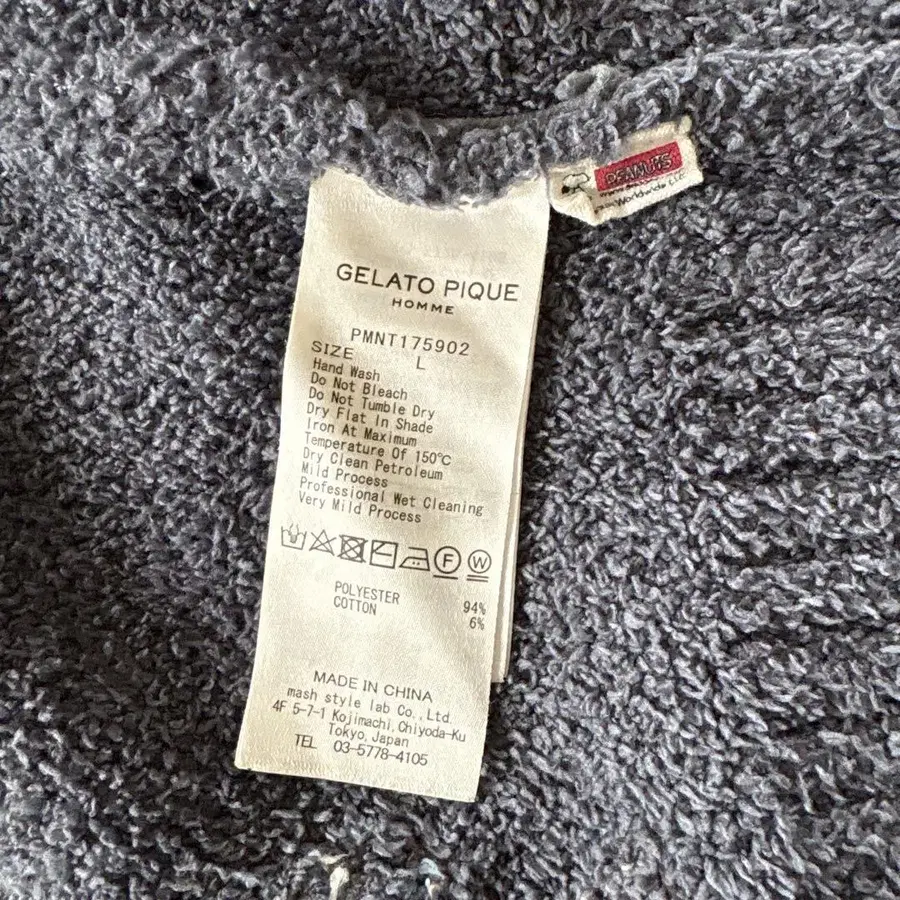 PEANUTS
Worldwide LLC
GELATO PIQUE
HOMME
PMNT175902
SIZE L
Hand Wash
Do Not Bleach
Do Not Tumble Dry
Dry Flat In Shade
Iron At Maximum
Temperature Of 150℃
Dry Clean Petroleum
Mild Process
Professional Wet Cleaning
Very Mild Process
F W
POLYESTER 94%
COTTON 6%
MADE IN CHINA
mash style lab Co., Ltd.
4F 5-7-1 Kojimachi, Chiyoda-Ku
Tokyo, Japan
TEL 03-5778-4105